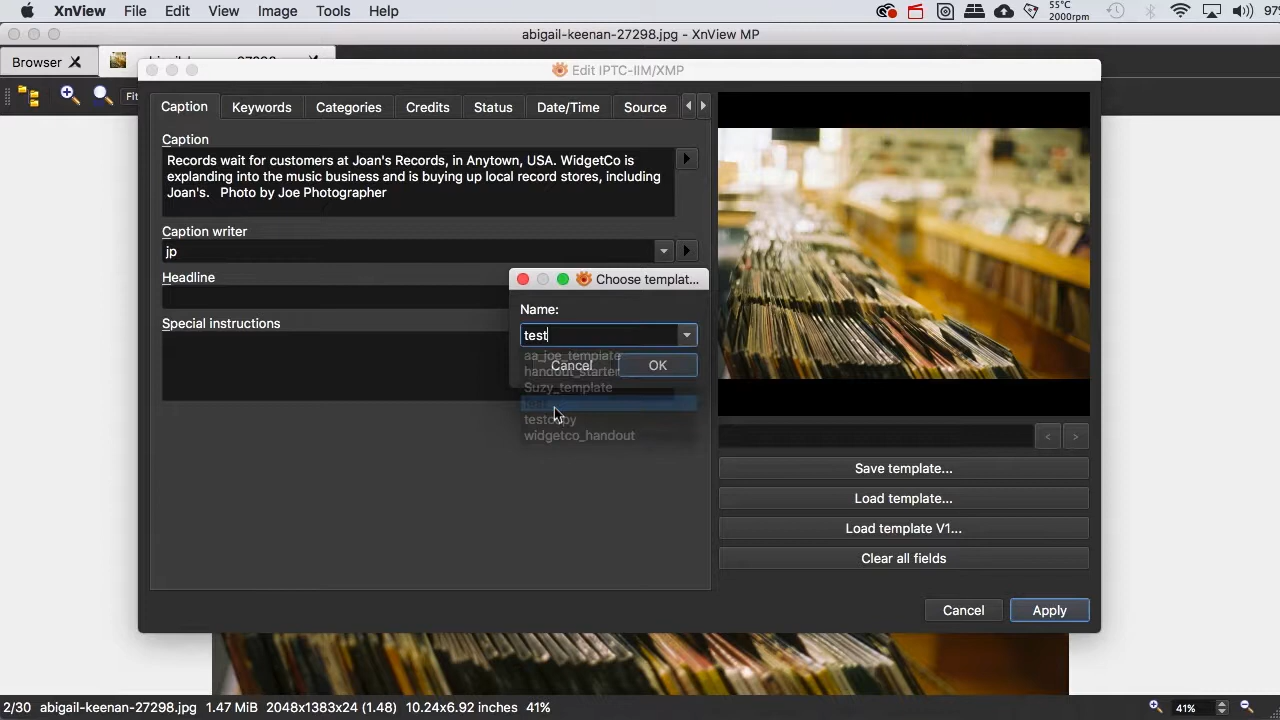 XnView File Edit View Image Tools Help 55°C 2000rpm 97%
abigail-keenan-27298.jpg - XnView MP
Browser
Edit IPTC-IIM/XMP
Fit
Caption Keywords Categories Credits Status Date/Time Source
Caption
Records wait for customers at Joan's Records, in Anytown, USA. WidgetCo is
explanding into the music business and is buying up local record stores, including
Joan's. Photo by Joe Photographer
Caption writer
jp
Headline
Choose templat...
Name:
Special instructions
test
aa_joe_template
Cancel OK
handout_starter
Suzy_template
test
testcopy
widgetco_handout
< >
Save template...
Load template...
Load template V1...
Clear all fields
Cancel Apply
2/30 abigail-keenan-27298.jpg 1.47 MiB 2048x1383x24 (1.48) 10.24x6.92 inches 41%
41%